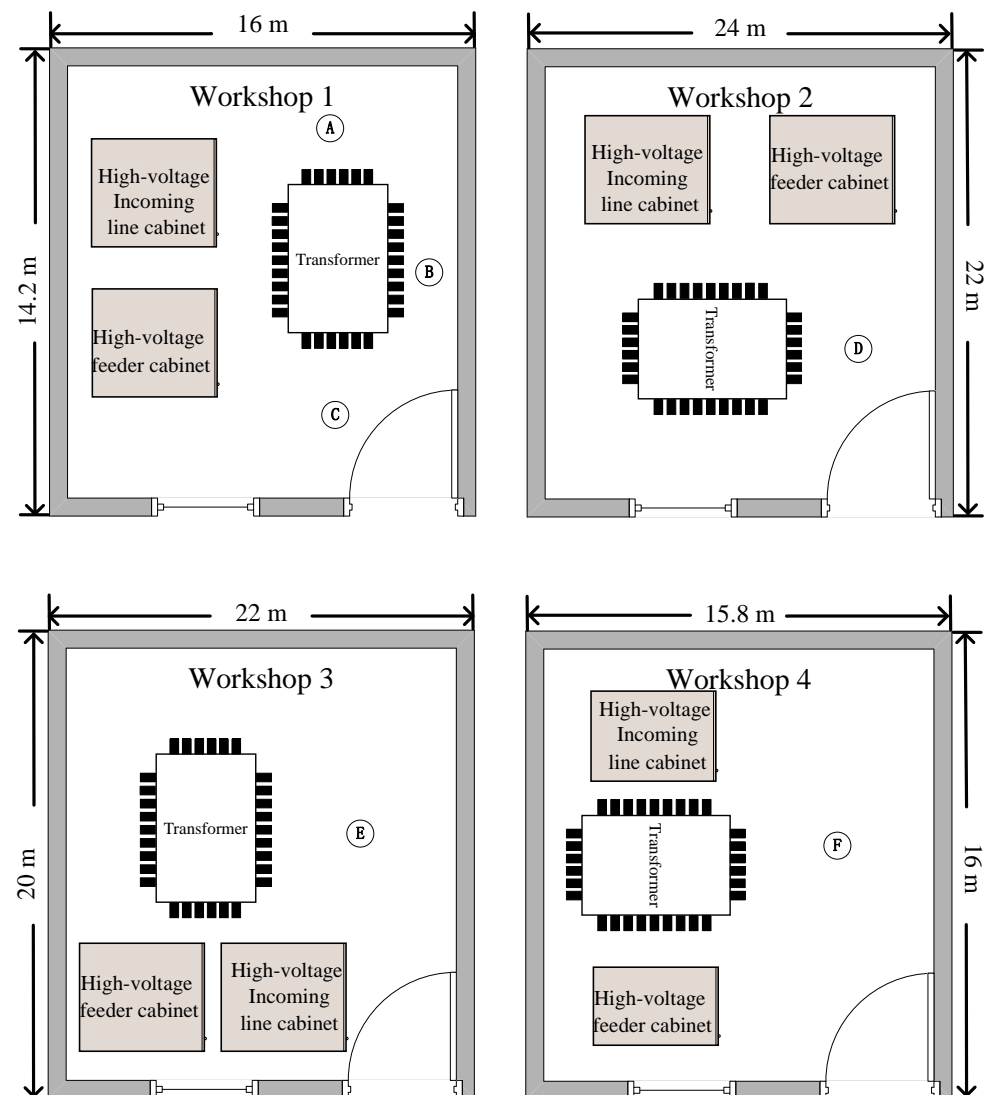 16 m
24 m
Workshop 1
Workshop 2
A
High-voltage
Incoming
line cabinet
Transformer
B
High-voltage
feeder cabinet
C
14.2 m
High-voltage
Incoming
line cabinet
High-voltage
feeder cabinet
Transformer
D
22 m
22 m
15.8 m
Workshop 3
Workshop 4
Transformer
E
High-voltage
feeder cabinet
High-voltage
Incoming
line cabinet
20 m
High-voltage
Incoming
line cabinet
Transformer
F
High-voltage
feeder cabinet
16 m